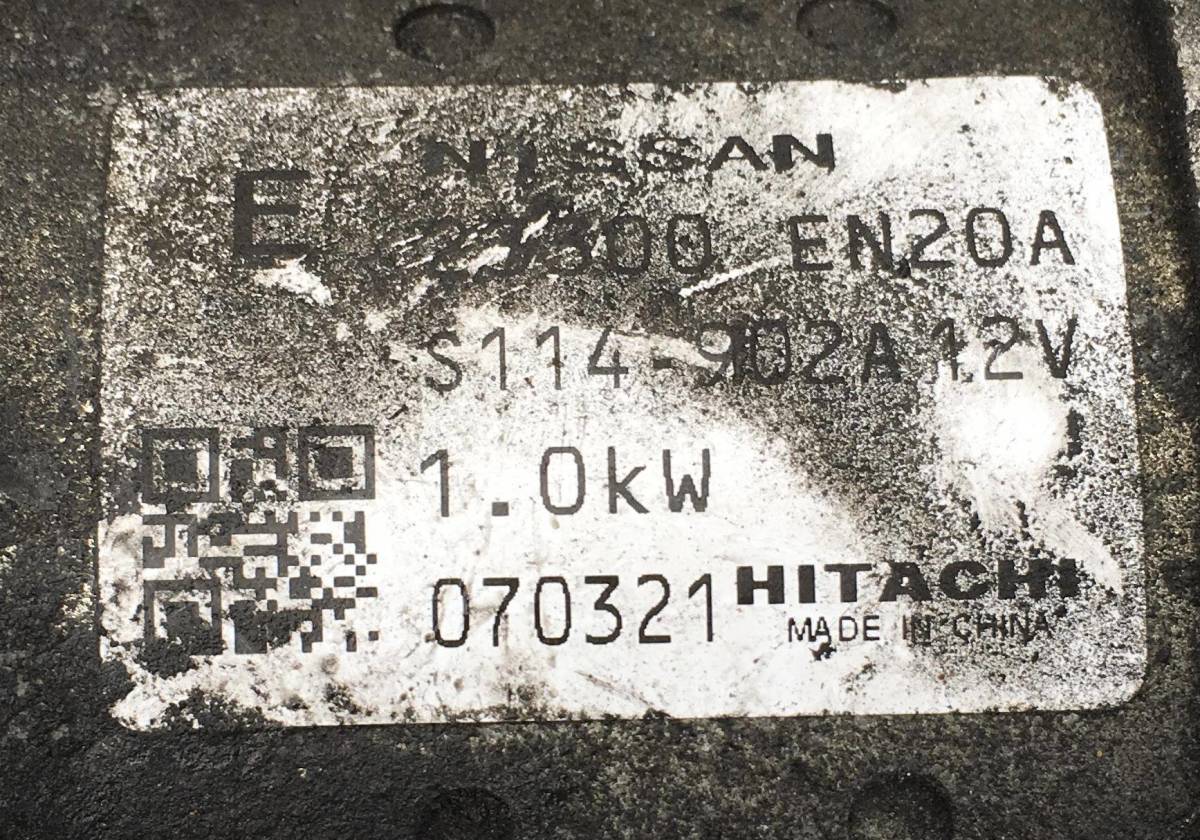 NISSAN
E
23300 EN20A
S114-902A 12V
1.0kW
070321 HITACHI
MADE IN CHINA